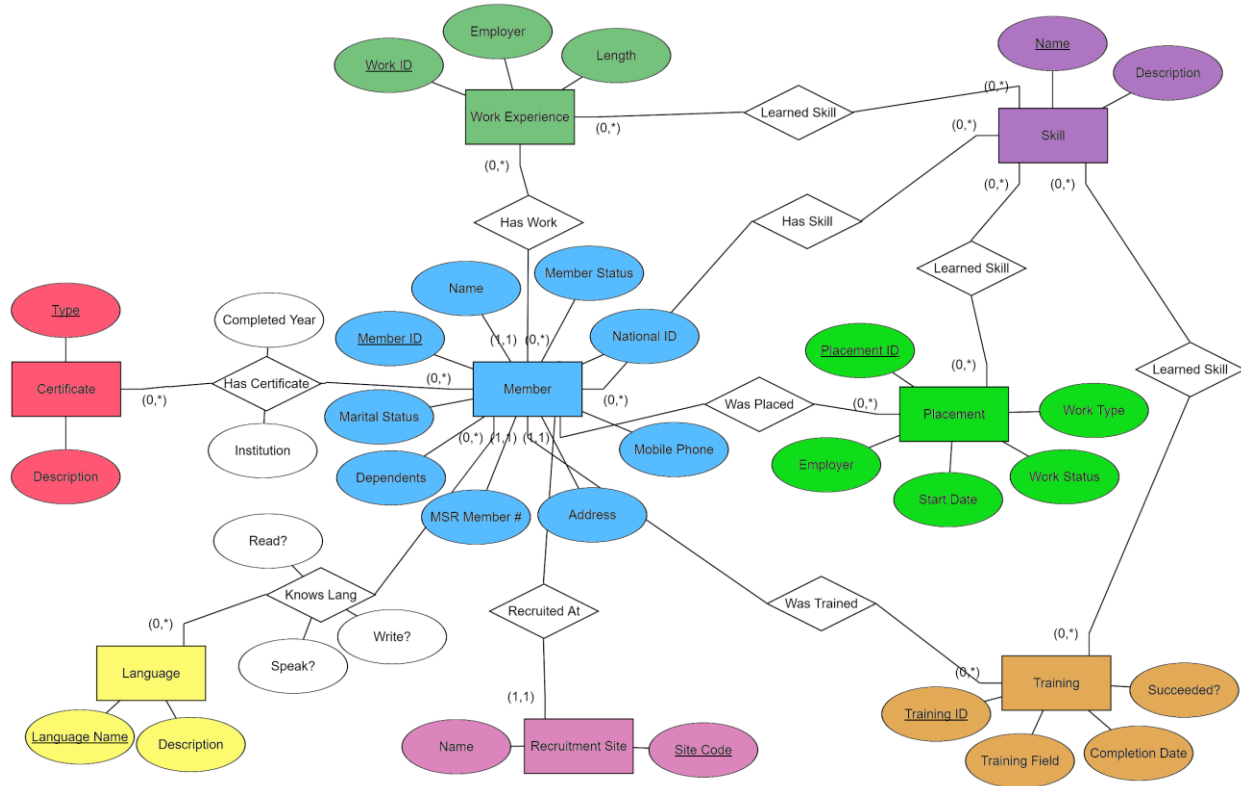 Employer
Name
Work ID
Length
Description
Work Experience
(0,*)
Learned Skill
(0,*)
Skill
(0,*)
(0,*)
(0,*)
Has Work
Has Skill
Learned Skill
Name
Member Status
Type
Completed Year
Member ID
National ID
(1,1)
(0,*)
Placement ID
Certificate
(0,*)
Has Certificate
(0,*)
Member
(0,*)
(0,*)
Learned Skill
Was Placed
(0,*)
Placement
Work Type
Marital Status
(0,*)
(1,1)
(1,1)
Mobile Phone
Institution
Employer
Work Status
Description
Dependents
Start Date
MSR Member #
Address
Read?
Knows Lang
Recruited At
Was Trained
(0,*)
Write?
(0,*)
Speak?
Language
(0,*)
Training
Succeeded?
(1,1)
Training ID
Language Name
Description
Name
Recruitment Site
Site Code
Training Field
Completion Date